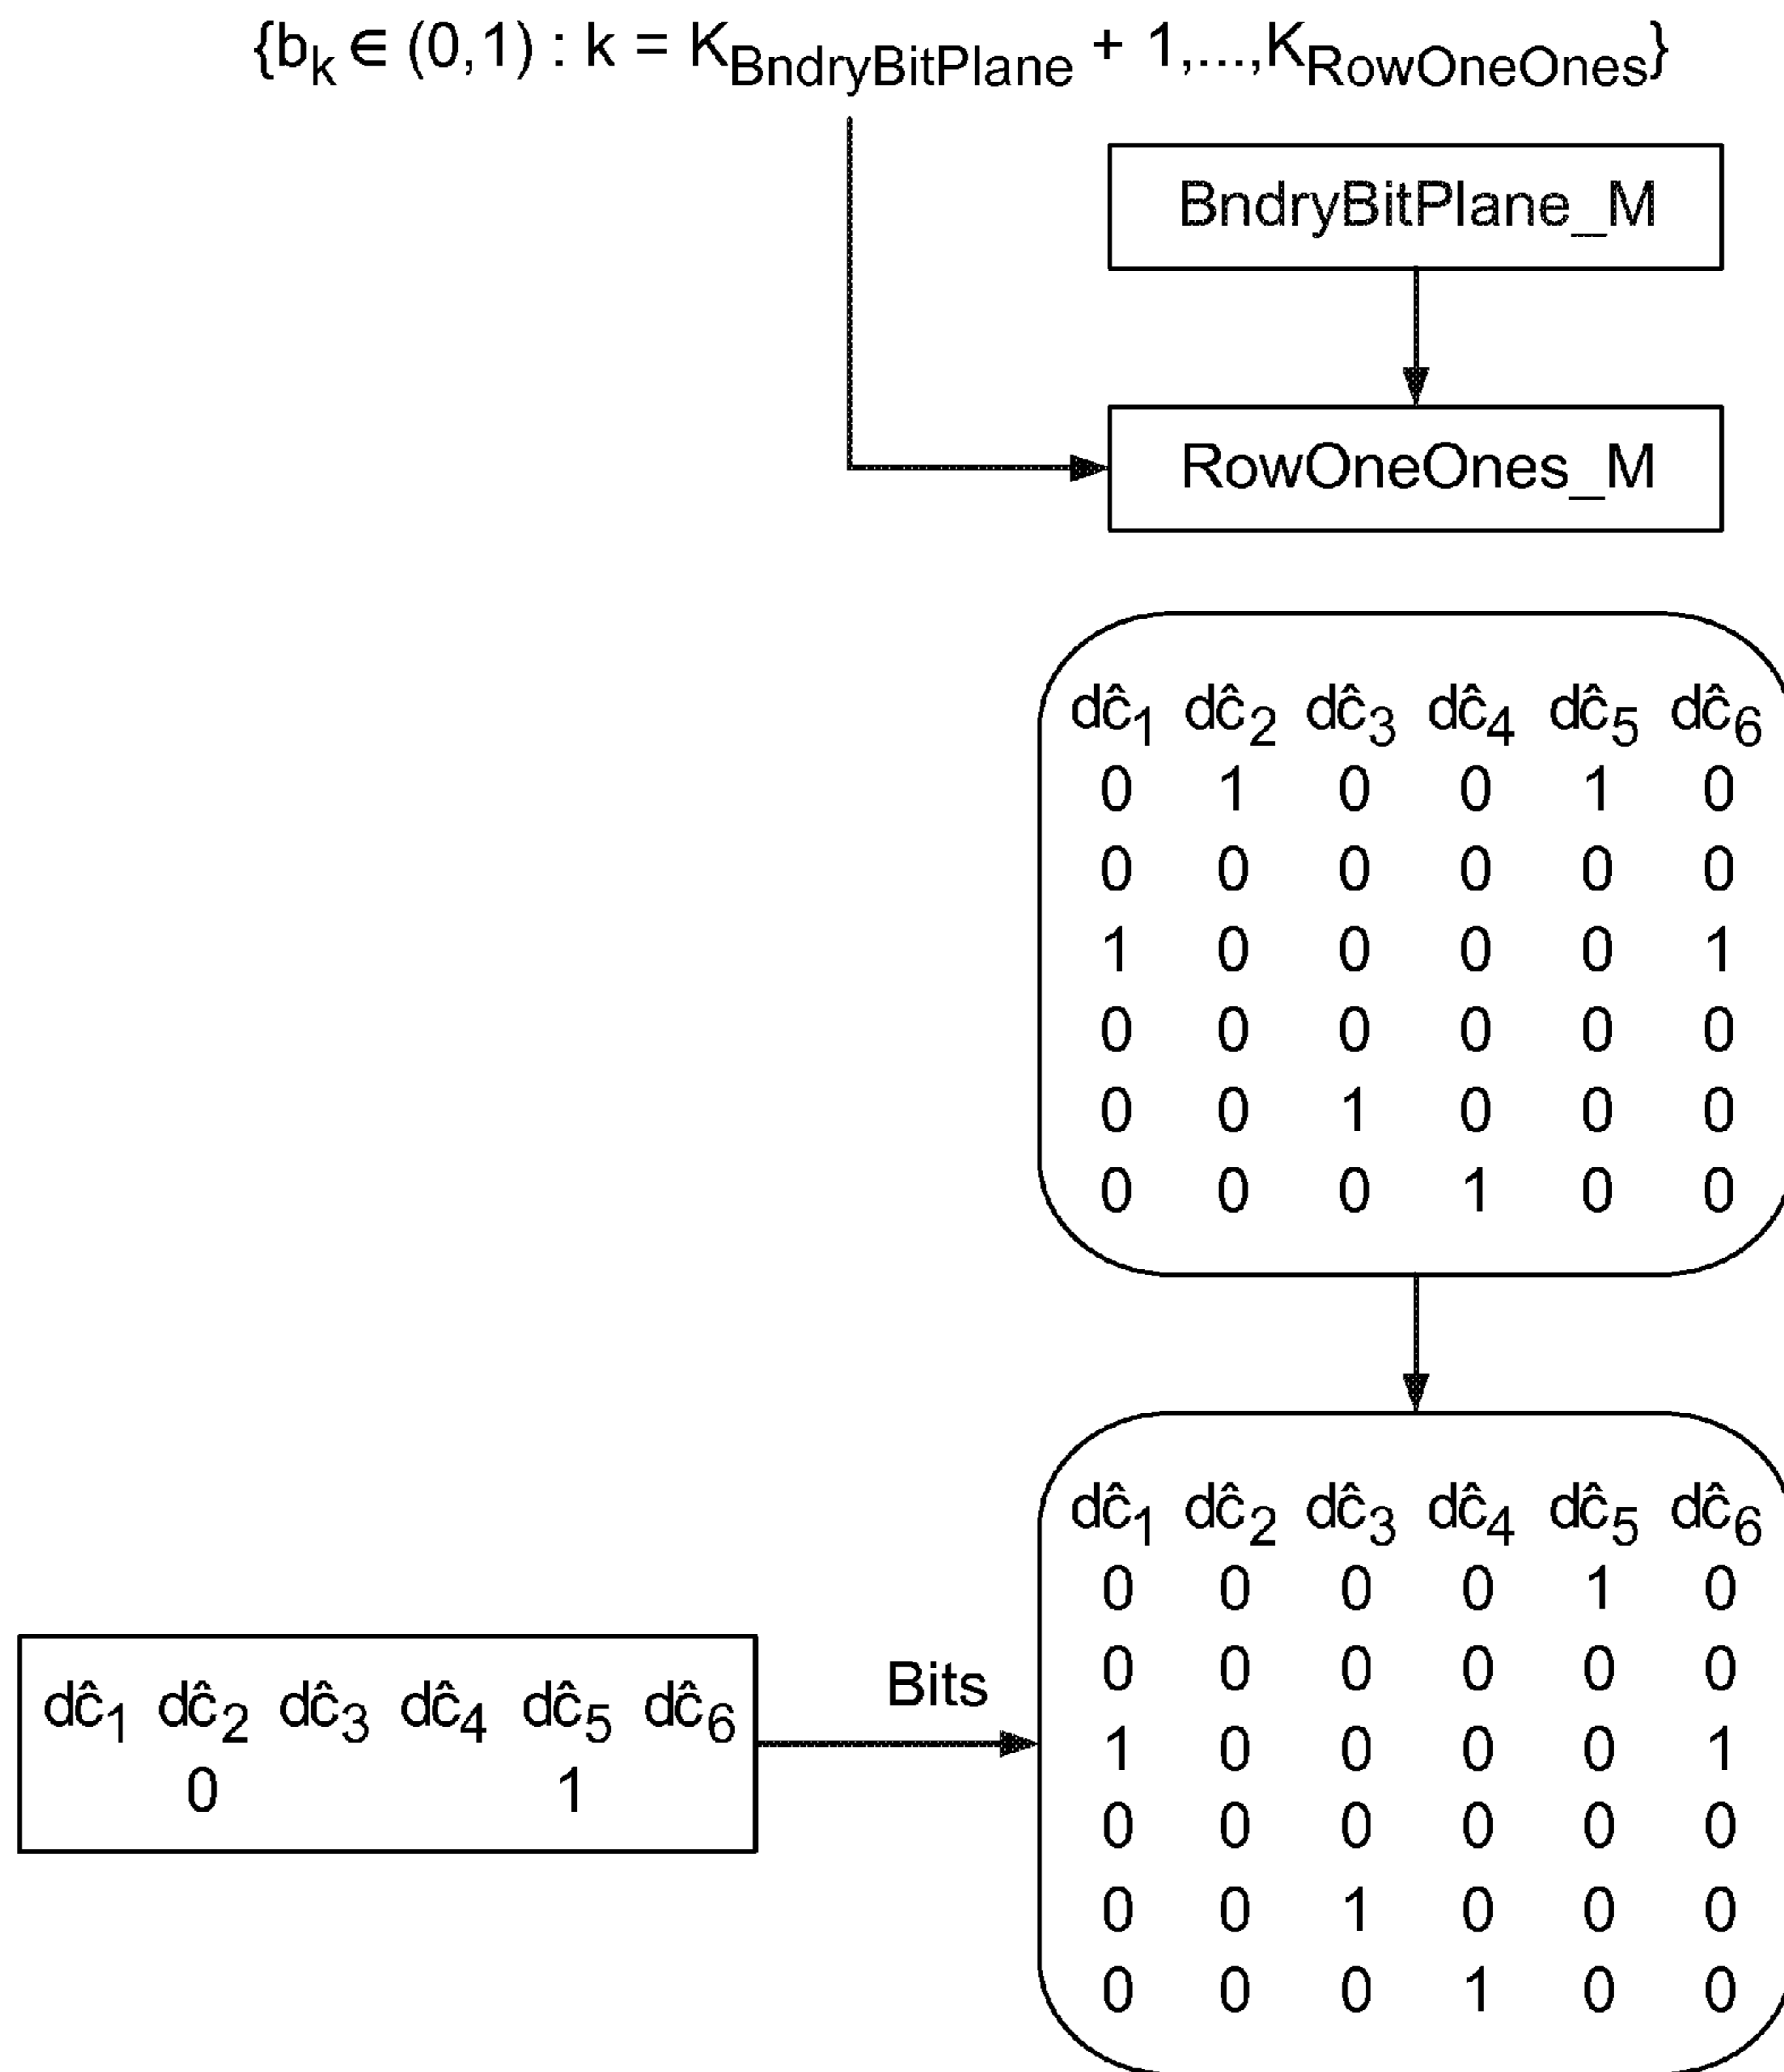 {b_k ∈ (0,1) : k = K_BndryBitPlane + 1,...,K_RowOneOnes}
BndryBitPlane_M
RowOneOnes_M
dĉ1 dĉ2 dĉ3 dĉ4 dĉ5 dĉ6
0 1 0 0 1 0
0 0 0 0 0 0
1 0 0 0 0 1
0 0 0 0 0 0
0 0 1 0 0 0
0 0 0 1 0 0
dĉ1 dĉ2 dĉ3 dĉ4 dĉ5 dĉ6
0 1
Bits
dĉ1 dĉ2 dĉ3 dĉ4 dĉ5 dĉ6
0 0 0 0 1 0
0 0 0 0 0 0
1 0 0 0 0 1
0 0 0 0 0 0
0 0 1 0 0 0
0 0 0 1 0 0